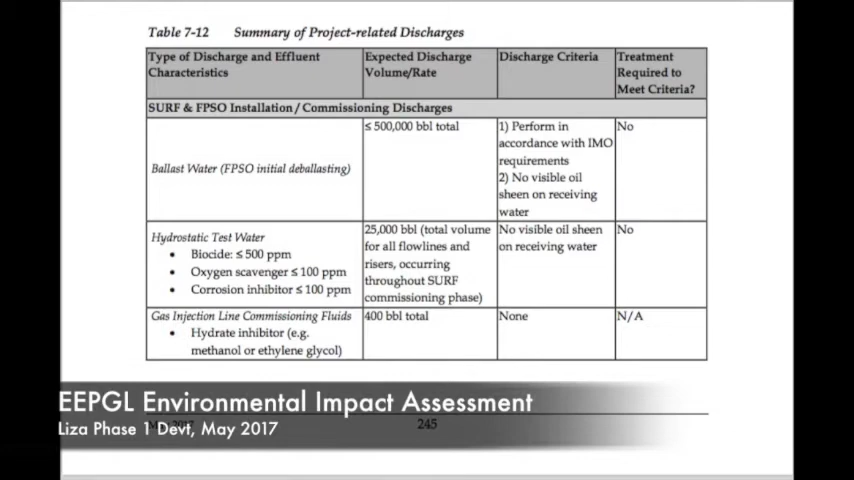 Table 7-12 Summary of Project-related Discharges
Type of Discharge and Effluent Characteristics
Expected Discharge Volume/Rate
Discharge Criteria
Treatment Required to Meet Criteria?
SURF & FPSO Installation / Commissioning Discharges
Ballast Water (FPSO initial deballasting)
≤ 500,000 bbl total
1) Perform in
accordance with IMO
requirements
2) No visible oil
sheen on receiving
water
No
Hydrostatic Test Water
• Biocide: ≤ 500 ppm
• Oxygen scavenger ≤ 100 ppm
• Corrosion inhibitor ≤ 100 ppm
25,000 bbl (total volume
for all flowlines and
risers, occurring
throughout SURF
commissioning phase)
No visible oil sheen
on receiving water
No
Gas Injection Line Commissioning Fluids
• Hydrate inhibitor (e.g.
methanol or ethylene glycol)
400 bbl total
None
N/A
EEPGL Environmental Impact Assessment
Liza Phase 1 Devt, May 2017
May 2017
245